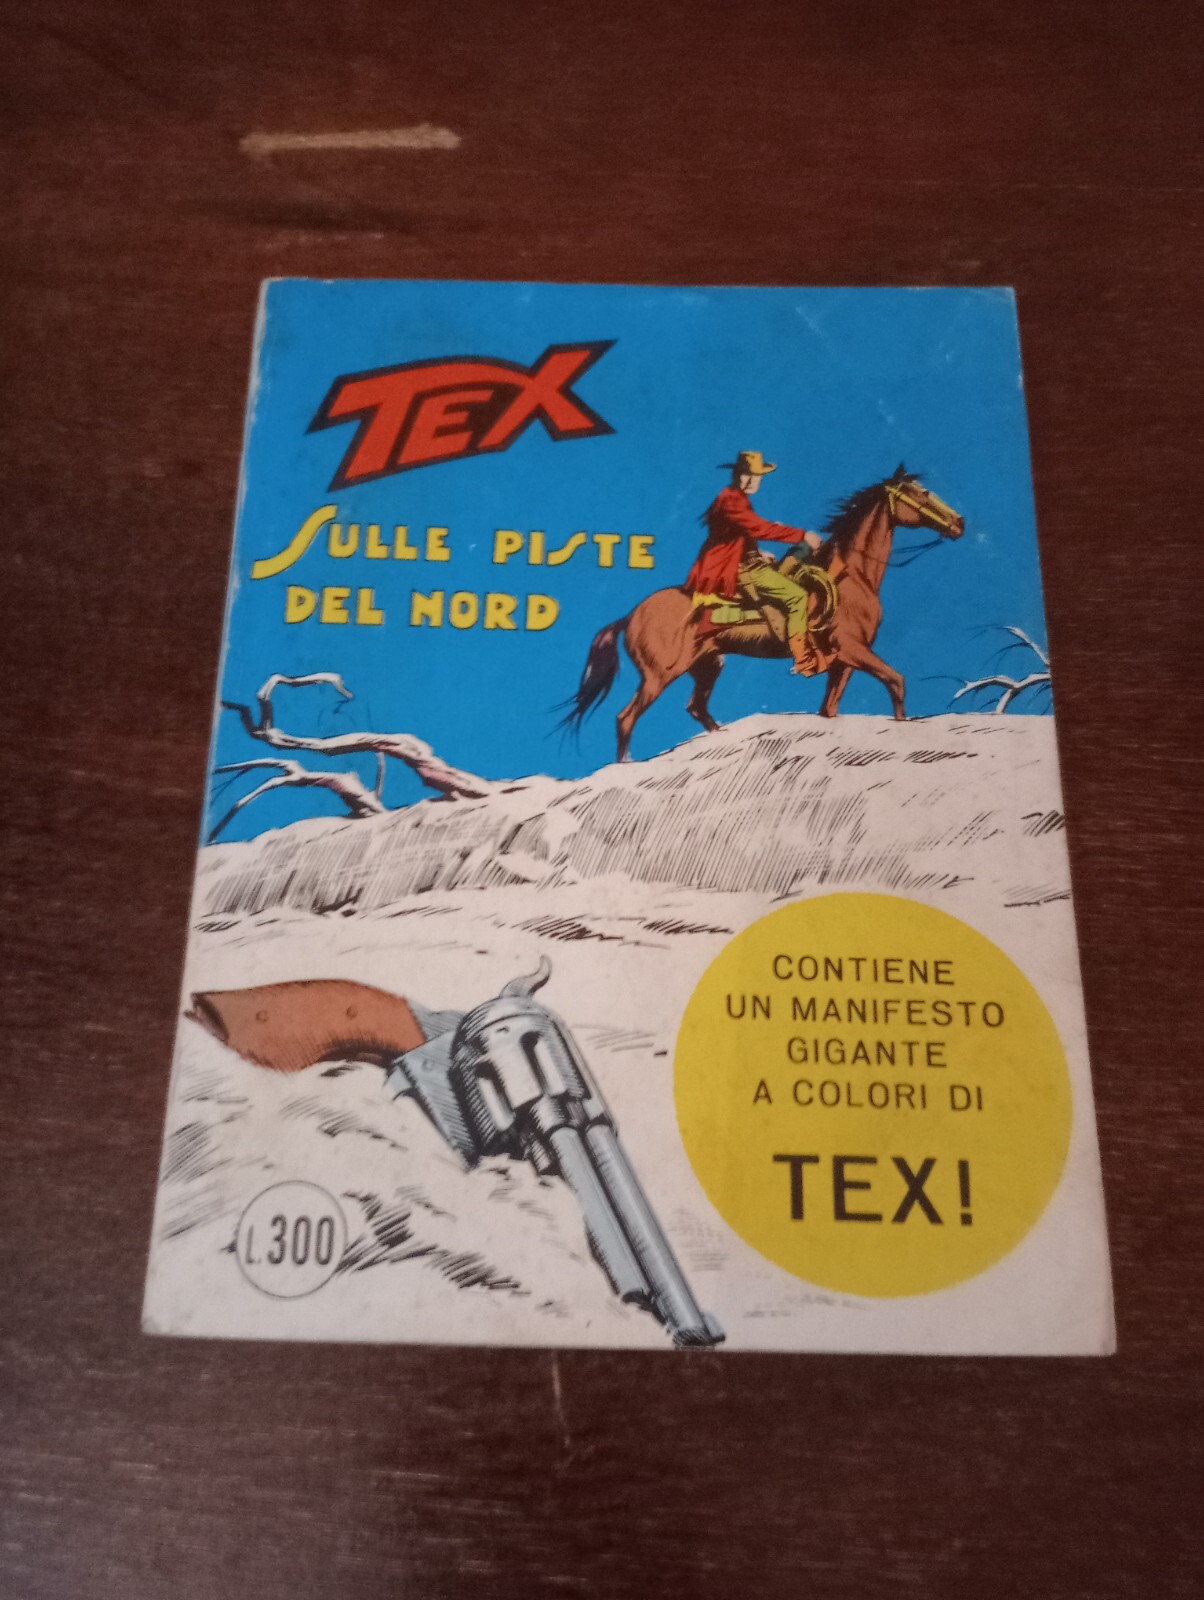 TEX
SULLE PISTE
DEL NORD
CONTIENE
UN MANIFESTO
GIGANTE
A COLORI DI
TEX!
L.300